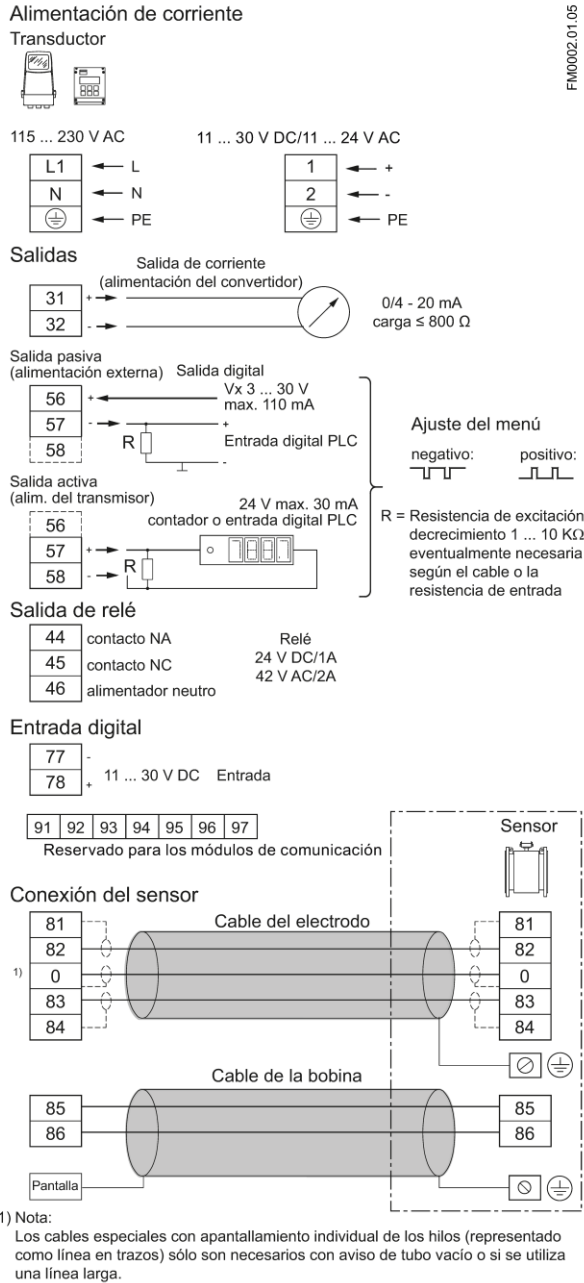 Alimentación de corriente
FM0002.01.05
Transductor
115 ... 230 V AC
11 ... 30 V DC/11 ... 24 V AC
L1 L
N N
PE
1 +
2 -
PE
Salidas
Salida de corriente
(alimentación del convertidor)
31 +
32 -
0/4 - 20 mA
carga ≤ 800 Ω
Salida pasiva
(alimentación externa)
Salida digital
56 +
57 -
58
Vx 3 ... 30 V
max. 110 mA
R
+
Entrada digital PLC
-
Ajuste del menú
negativo:
positivo:
Salida activa
(alim. del transmisor)
24 V max. 30 mA
contador o entrada digital PLC
56
57 +
58 -
R
R = Resistencia de excitación
decrecimiento 1 ... 10 KΩ
eventualmente necesaria
según el cable o la
resistencia de entrada
Salida de relé
44 contacto NA
45 contacto NC
46 alimentador neutro
Relé
24 V DC/1A
42 V AC/2A
Entrada digital
77 -
78 +
11 ... 30 V DC Entrada
91 92 93 94 95 96 97
Reservado para los módulos de comunicación
Sensor
Conexión del sensor
Cable del electrodo
81 81
82 82
1) 0 0
83 83
84 84
Cable de la bobina
85 85
86 86
Pantalla
1) Nota:
Los cables especiales con apantallamiento individual de los hilos (representado
como línea en trazos) sólo son necesarios con aviso de tubo vacío o si se utiliza
una línea larga.